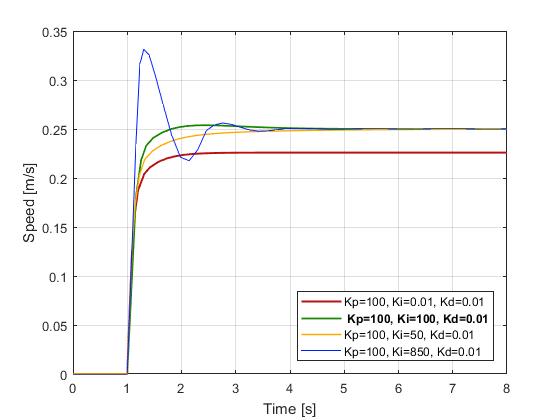 0.35
0.3
0.25
0.2
0.15
0.1
0.05
0
Speed [m/s]
Kp=100, Ki=0.01, Kd=0.01
Kp=100, Ki=100, Kd=0.01
Kp=100, Ki=50, Kd=0.01
Kp=100, Ki=850, Kd=0.01
0 1 2 3 4 5 6 7 8
Time [s]